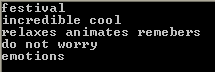 festival
incredible cool
relaxes animates remebers
do not worry
emotions